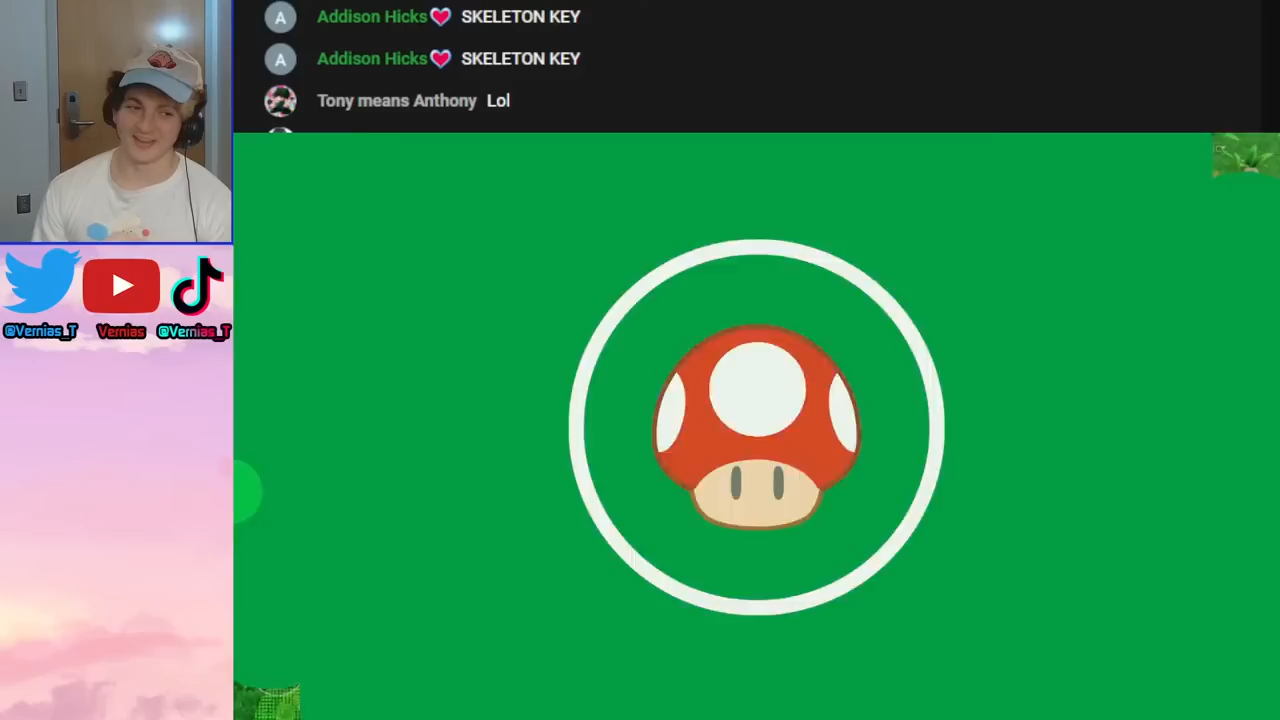 Addison Hicks SKELETON KEY
Addison Hicks SKELETON KEY
Tony means Anthony Lol
@Vernias_T Vernias @Vernias_T